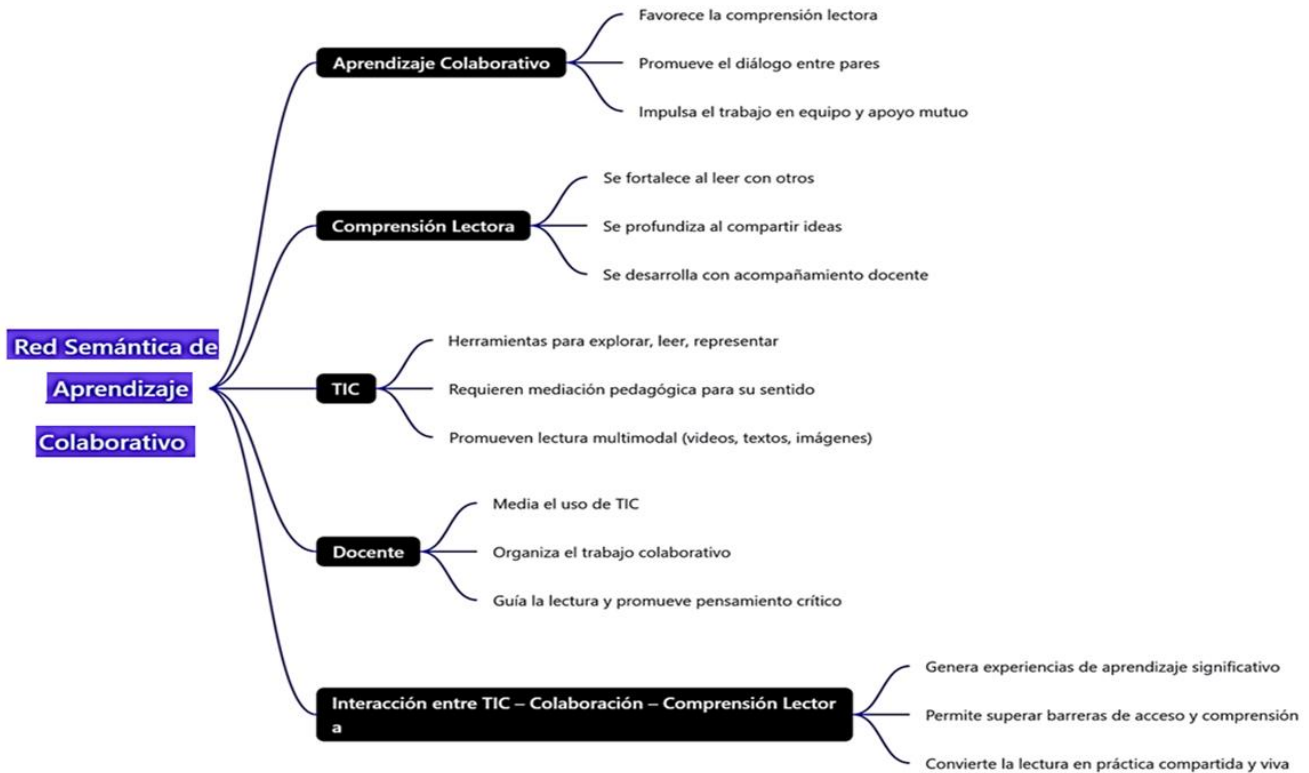 Red Semántica de
Aprendizaje
Colaborativo
Aprendizaje Colaborativo
Favorece la comprensión lectora
Promueve el diálogo entre pares
Impulsa el trabajo en equipo y apoyo mutuo
Comprensión Lectora
Se fortalece al leer con otros
Se profundiza al compartir ideas
Se desarrolla con acompañamiento docente
TIC
Herramientas para explorar, leer, representar
Requieren mediación pedagógica para su sentido
Promueven lectura multimodal (videos, textos, imágenes)
Docente
Media el uso de TIC
Organiza el trabajo colaborativo
Guía la lectura y promueve pensamiento crítico
Interacción entre TIC – Colaboración – Comprensión Lector
a
Genera experiencias de aprendizaje significativo
Permite superar barreras de acceso y comprensión
Convierte la lectura en práctica compartida y viva